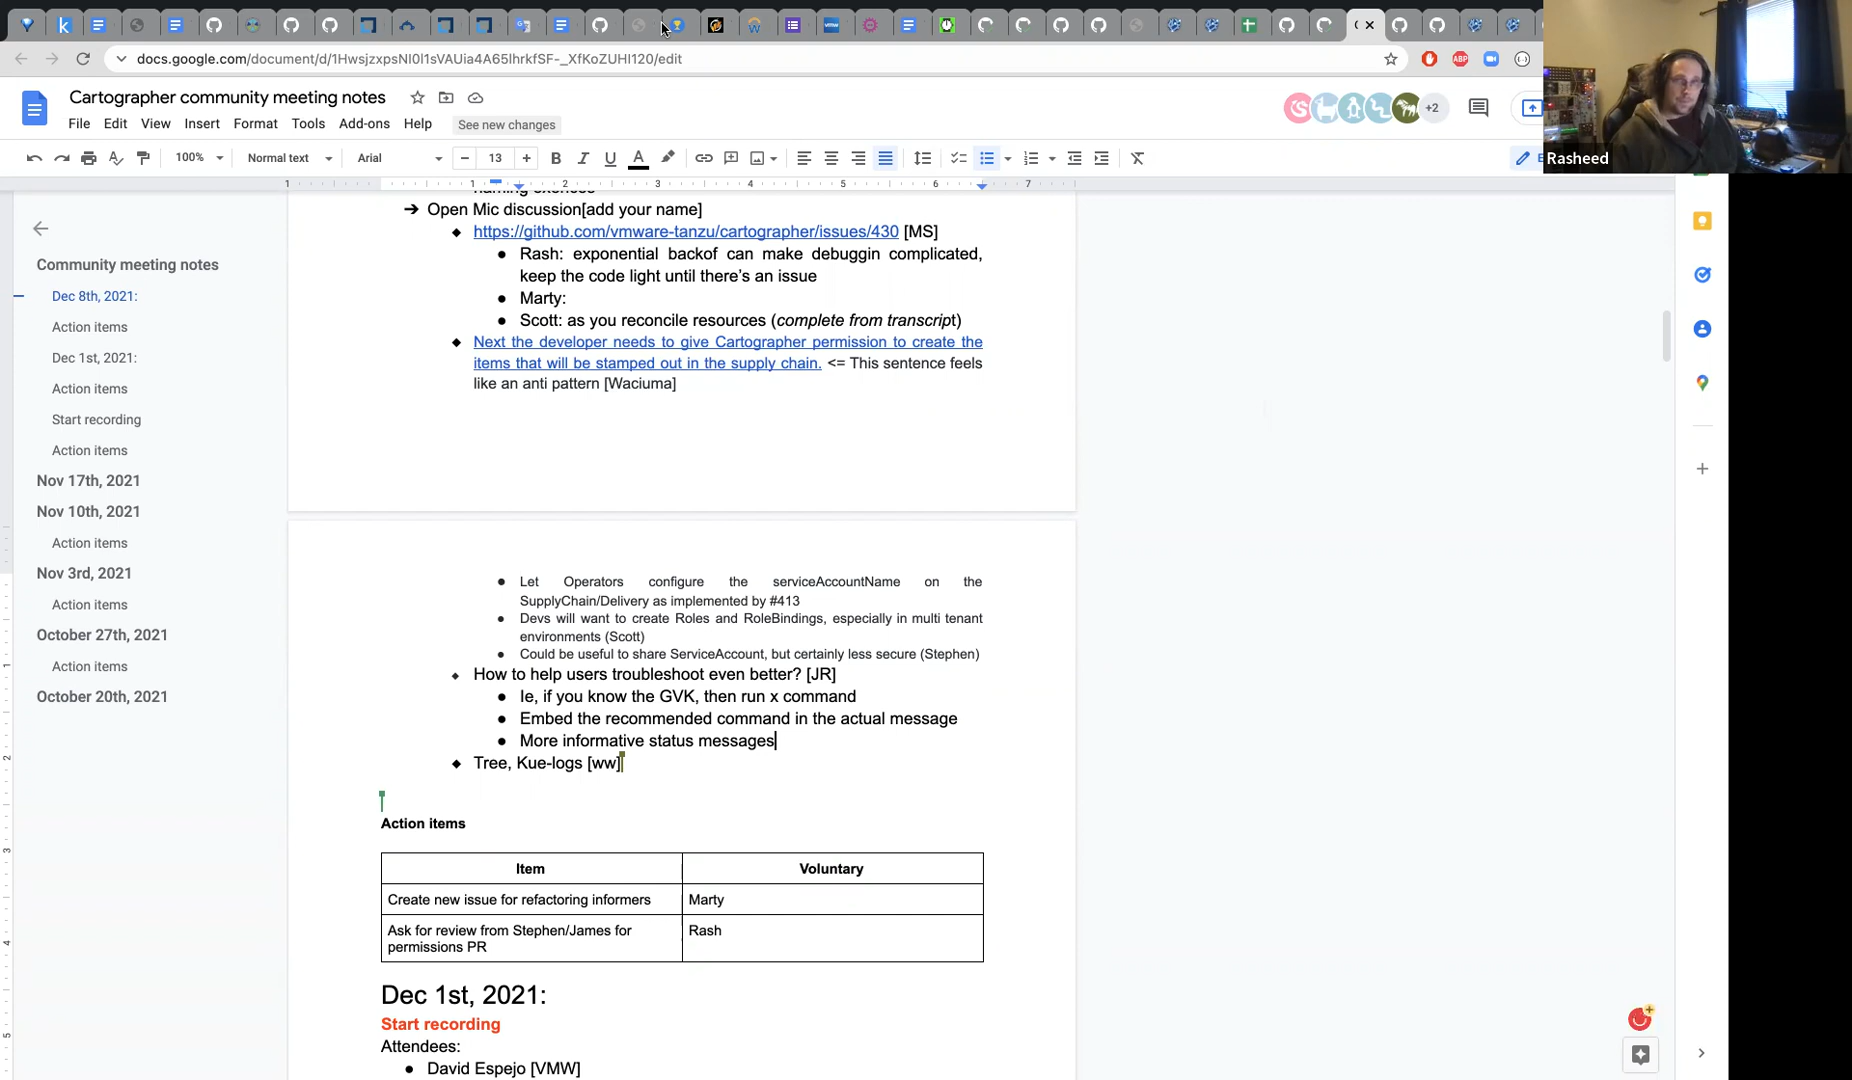 docs.google.com/document/d/1HwsjzxpsNI0l1sVAUia4A65lhrkfSF-_XfKoZUHI120/edit
Cartographer community meeting notes
+2
File Edit View Insert Format Tools Add-ons Help See new changes
100% Normal text Arial 13
Rasheed
1 1 2 3 4 5 6 7
naming exences
➔ Open Mic discussion[add your name]
https://github.com/vmware-tanzu/cartographer/issues/430 [MS]
Rash: exponential backof can make debuggin complicated,
keep the code light until there's an issue
Marty:
Scott: as you reconcile resources (complete from transcript)
Next the developer needs to give Cartographer permission to create the
items that will be stamped out in the supply chain. <= This sentence feels
like an anti pattern [Waciuma]
Let Operators configure the serviceAccountName on the
SupplyChain/Delivery as implemented by #413
Devs will want to create Roles and RoleBindings, especially in multi tenant
environments (Scott)
Could be useful to share ServiceAccount, but certainly less secure (Stephen)
How to help users troubleshoot even better? [JR]
Ie, if you know the GVK, then run x command
Embed the recommended command in the actual message
More informative status messages
Tree, Kue-logs [ww]
Action items
Item Voluntary
Create new issue for refactoring informers Marty
Ask for review from Stephen/James for Rash
permissions PR
Dec 1st, 2021:
Start recording
Attendees:
David Espejo [VMW]
Community meeting notes
Dec 8th, 2021:
Action items
Dec 1st, 2021:
Action items
Start recording
Action items
Nov 17th, 2021
Nov 10th, 2021
Action items
Nov 3rd, 2021
Action items
October 27th, 2021
Action items
October 20th, 2021